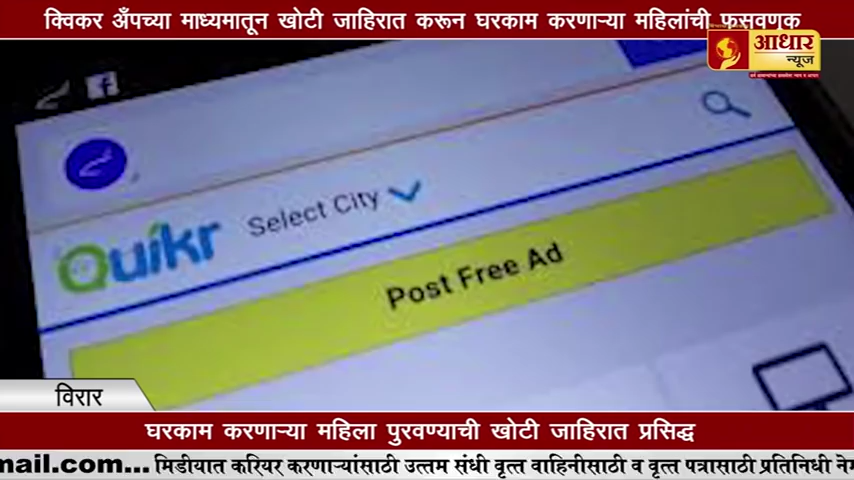 क्विकर अँपच्या माध्यमातून खोटी जाहिरात करून घरकाम करणाऱ्या महिलांची फसवणूक
आधार
न्यूज
Quikr Select City
Post Free Ad
विरार
घरकाम करणाऱ्या महिला पुरवण्याची खोटी जाहिरात प्रसिद्ध
mail.com... मिडीयात करियर करणाऱ्यांसाठी उत्तम संधी वृत्त वाहिनीसाठी व वृत्त पत्रासाठी प्रतिनिधी